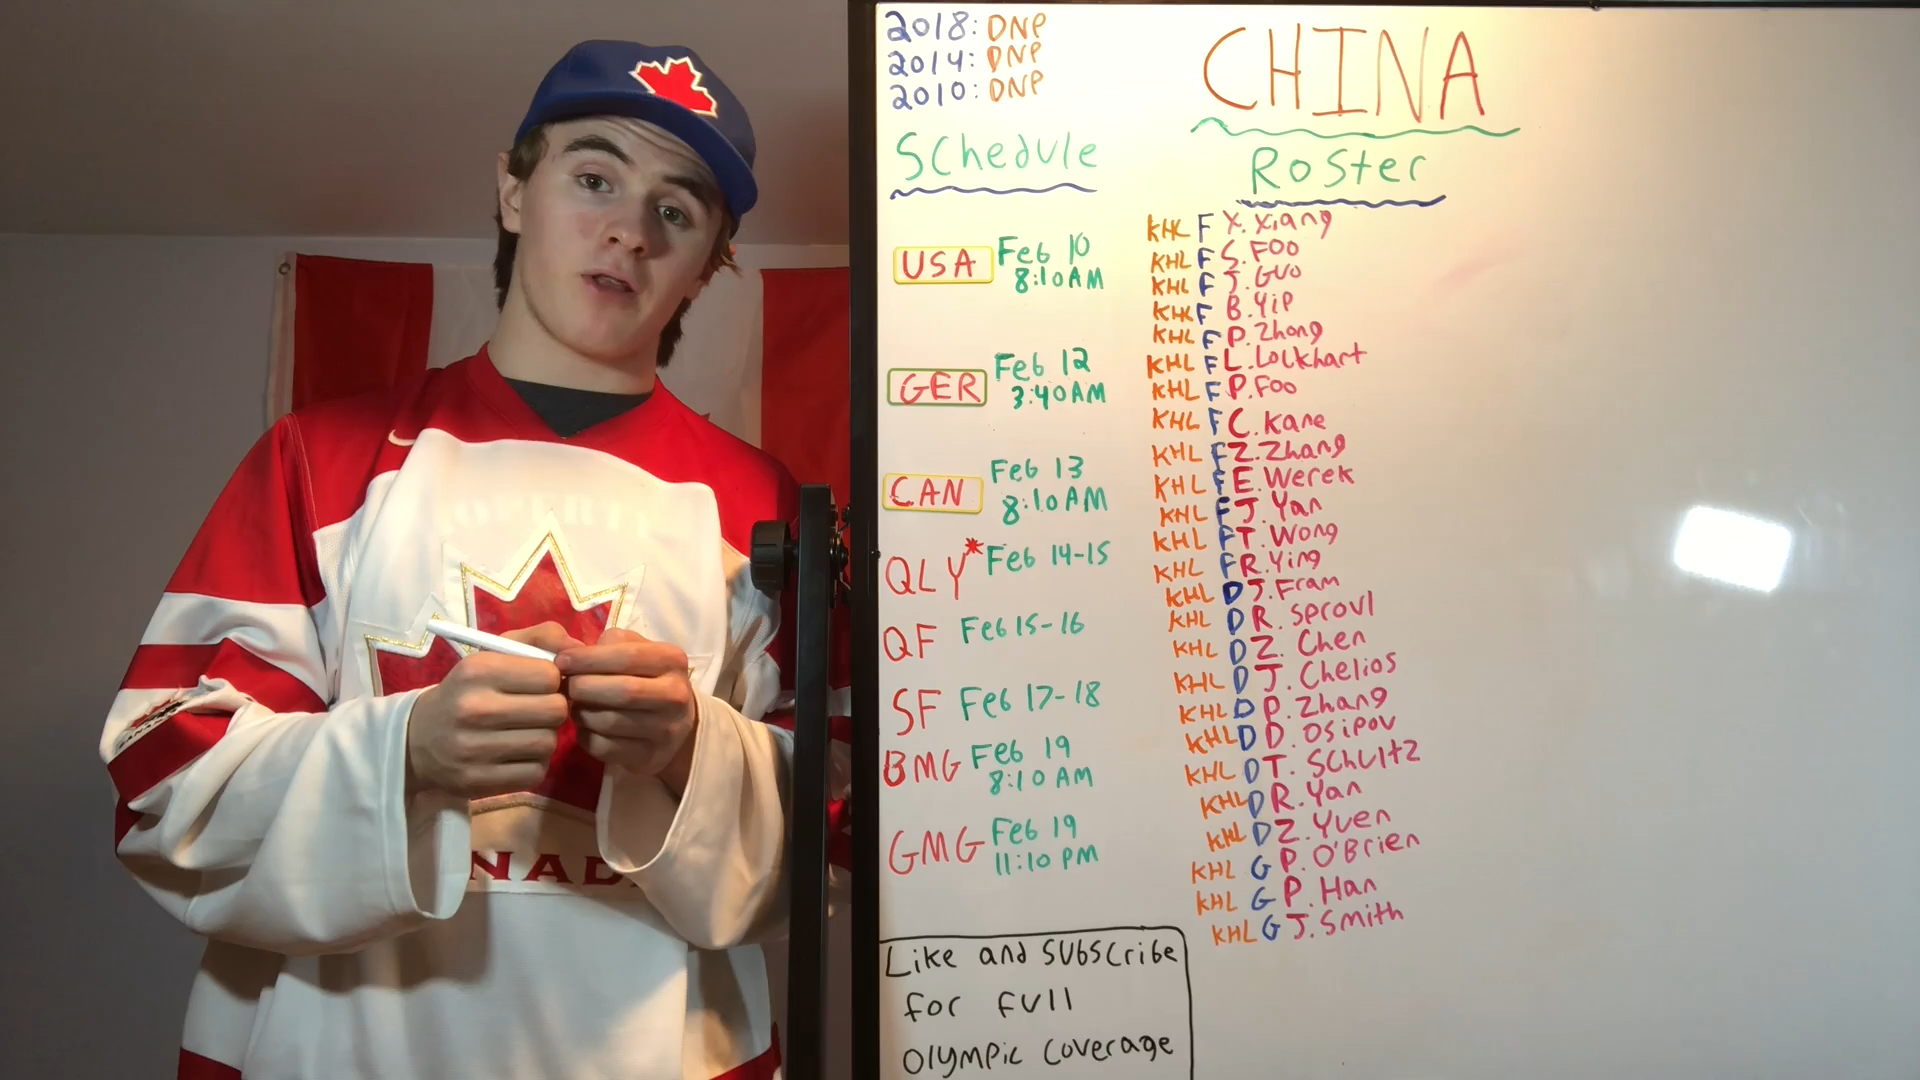 2018: DNP
2014: DNP
2010: DNP
CHINA
Schedule
USA Feb 10
8:10AM
GER Feb 12
3:40AM
CAN Feb 13
8:10AM
QLY* Feb 14-15
QF Feb 15-16
SF Feb 17-18
BMG Feb 19
8:10 AM
GMG Feb 19
11:10 PM
Roster
KHL F X. Xiang
KHL F S. Foo
KHL F J. Guo
KHL F B. Yip
KHL F P. Zhong
KHL F L. Lockhart
KHL F P. Foo
KHL F C. Kane
KHL F Z. Zhang
KHL F E. Werek
KHL F J. Yan
KHL F T. Wong
KHL F R. Ying
KHL D J. Fram
KHL D R. Sproul
KHL D Z. Chen
KHL D J. Chelios
KHL D P. Zhang
KHL D D. Osipov
KHL D T. Schultz
KHL D R. Yan
KHL D Z. Yuen
KHL G P. O'Brien
KHL G P. Han
KHL G J. Smith
Like and subscribe
for full
Olympic coverage